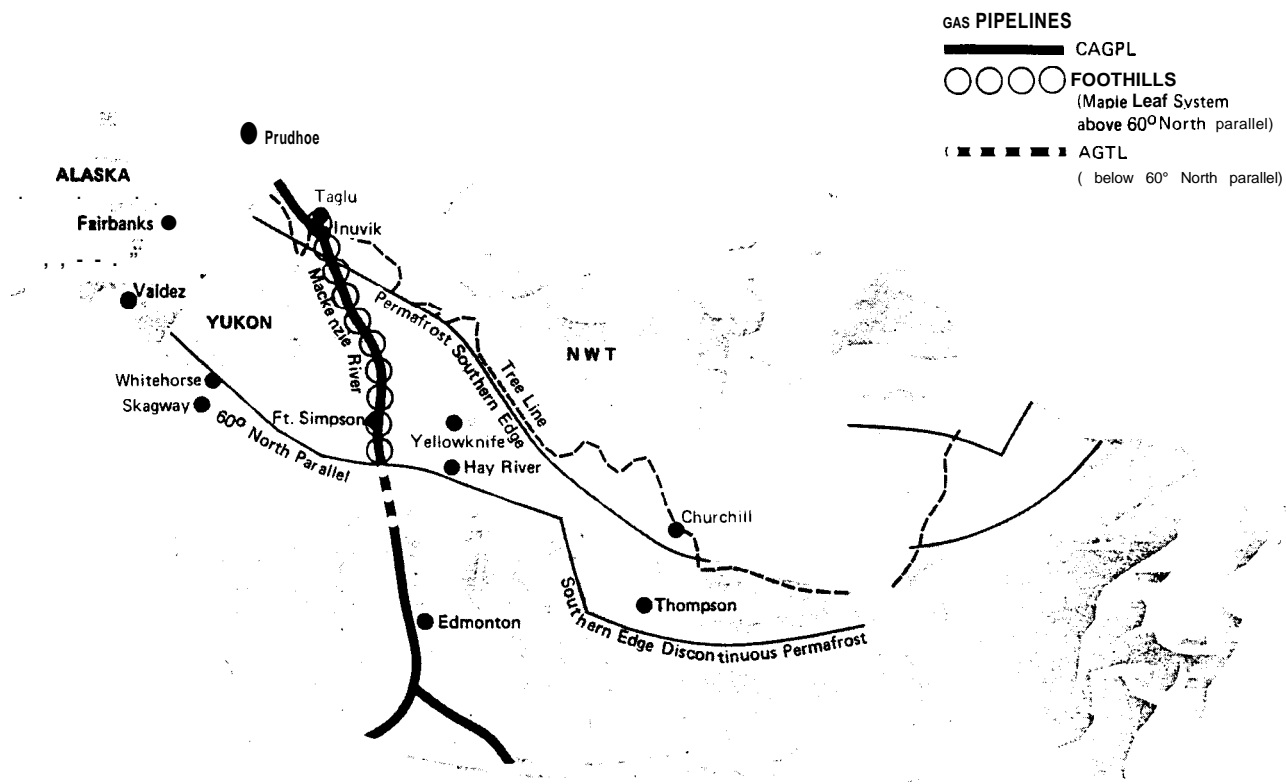 GAS PIPELINES
CAGPL
FOOTHILLS
(Maple Leaf System
above 60º North parallel)
AGTL
( below 60° North parallel)
Prudhoe
ALASKA
Taglu
Fairbanks
Inuvik
Valdez
YUKON
Mackenzie River
Permafrost Southern Edge
NWT
Tree Line
Whitehorse
Skagway
Ft. Simpson
60º North Parallel
Yellowknife
Hay River
Churchill
Thompson
Edmonton
Southern Edge Discontinuous Permafrost